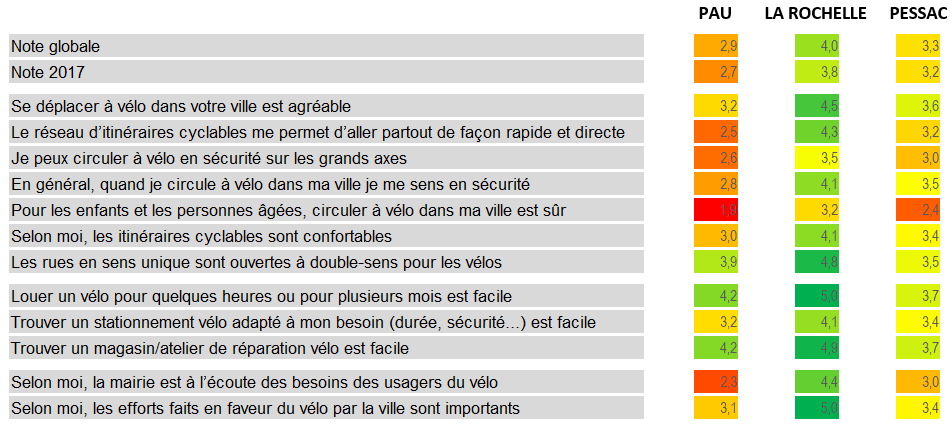 PAU LA ROCHELLE PESSAC
Note globale 2,9 4,0 3,3
Note 2017 2,7 3,8 3,2
Se déplacer à vélo dans votre ville est agréable 3,2 4,5 3,6
Le réseau d’itinéraires cyclables me permet d’aller partout de façon rapide et directe 2,5 4,3 3,2
Je peux circuler à vélo en sécurité sur les grands axes 2,6 3,5 3,0
En général, quand je circule à vélo dans ma ville je me sens en sécurité 2,8 4,1 3,5
Pour les enfants et les personnes âgées, circuler à vélo dans ma ville est sûr 1,9 3,2 2,4
Selon moi, les itinéraires cyclables sont confortables 3,0 4,1 3,4
Les rues en sens unique sont ouvertes à double-sens pour les vélos 3,9 4,8 3,5
Louer un vélo pour quelques heures ou pour plusieurs mois est facile 4,2 5,0 3,7
Trouver un stationnement vélo adapté à mon besoin (durée, sécurité...) est facile 3,2 4,1 3,4
Trouver un magasin/atelier de réparation vélo est facile 4,2 4,9 3,7
Selon moi, la mairie est à l’écoute des besoins des usagers du vélo 2,3 4,4 3,0
Selon moi, les efforts faits en faveur du vélo par la ville sont importants 3,1 5,0 3,4